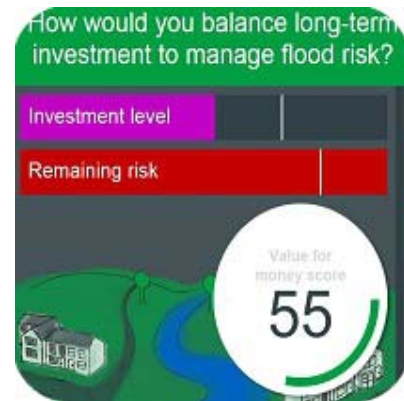 How would you balance long-term
investment to manage flood risk?
Investment level
Remaining risk
Value for
money score
55